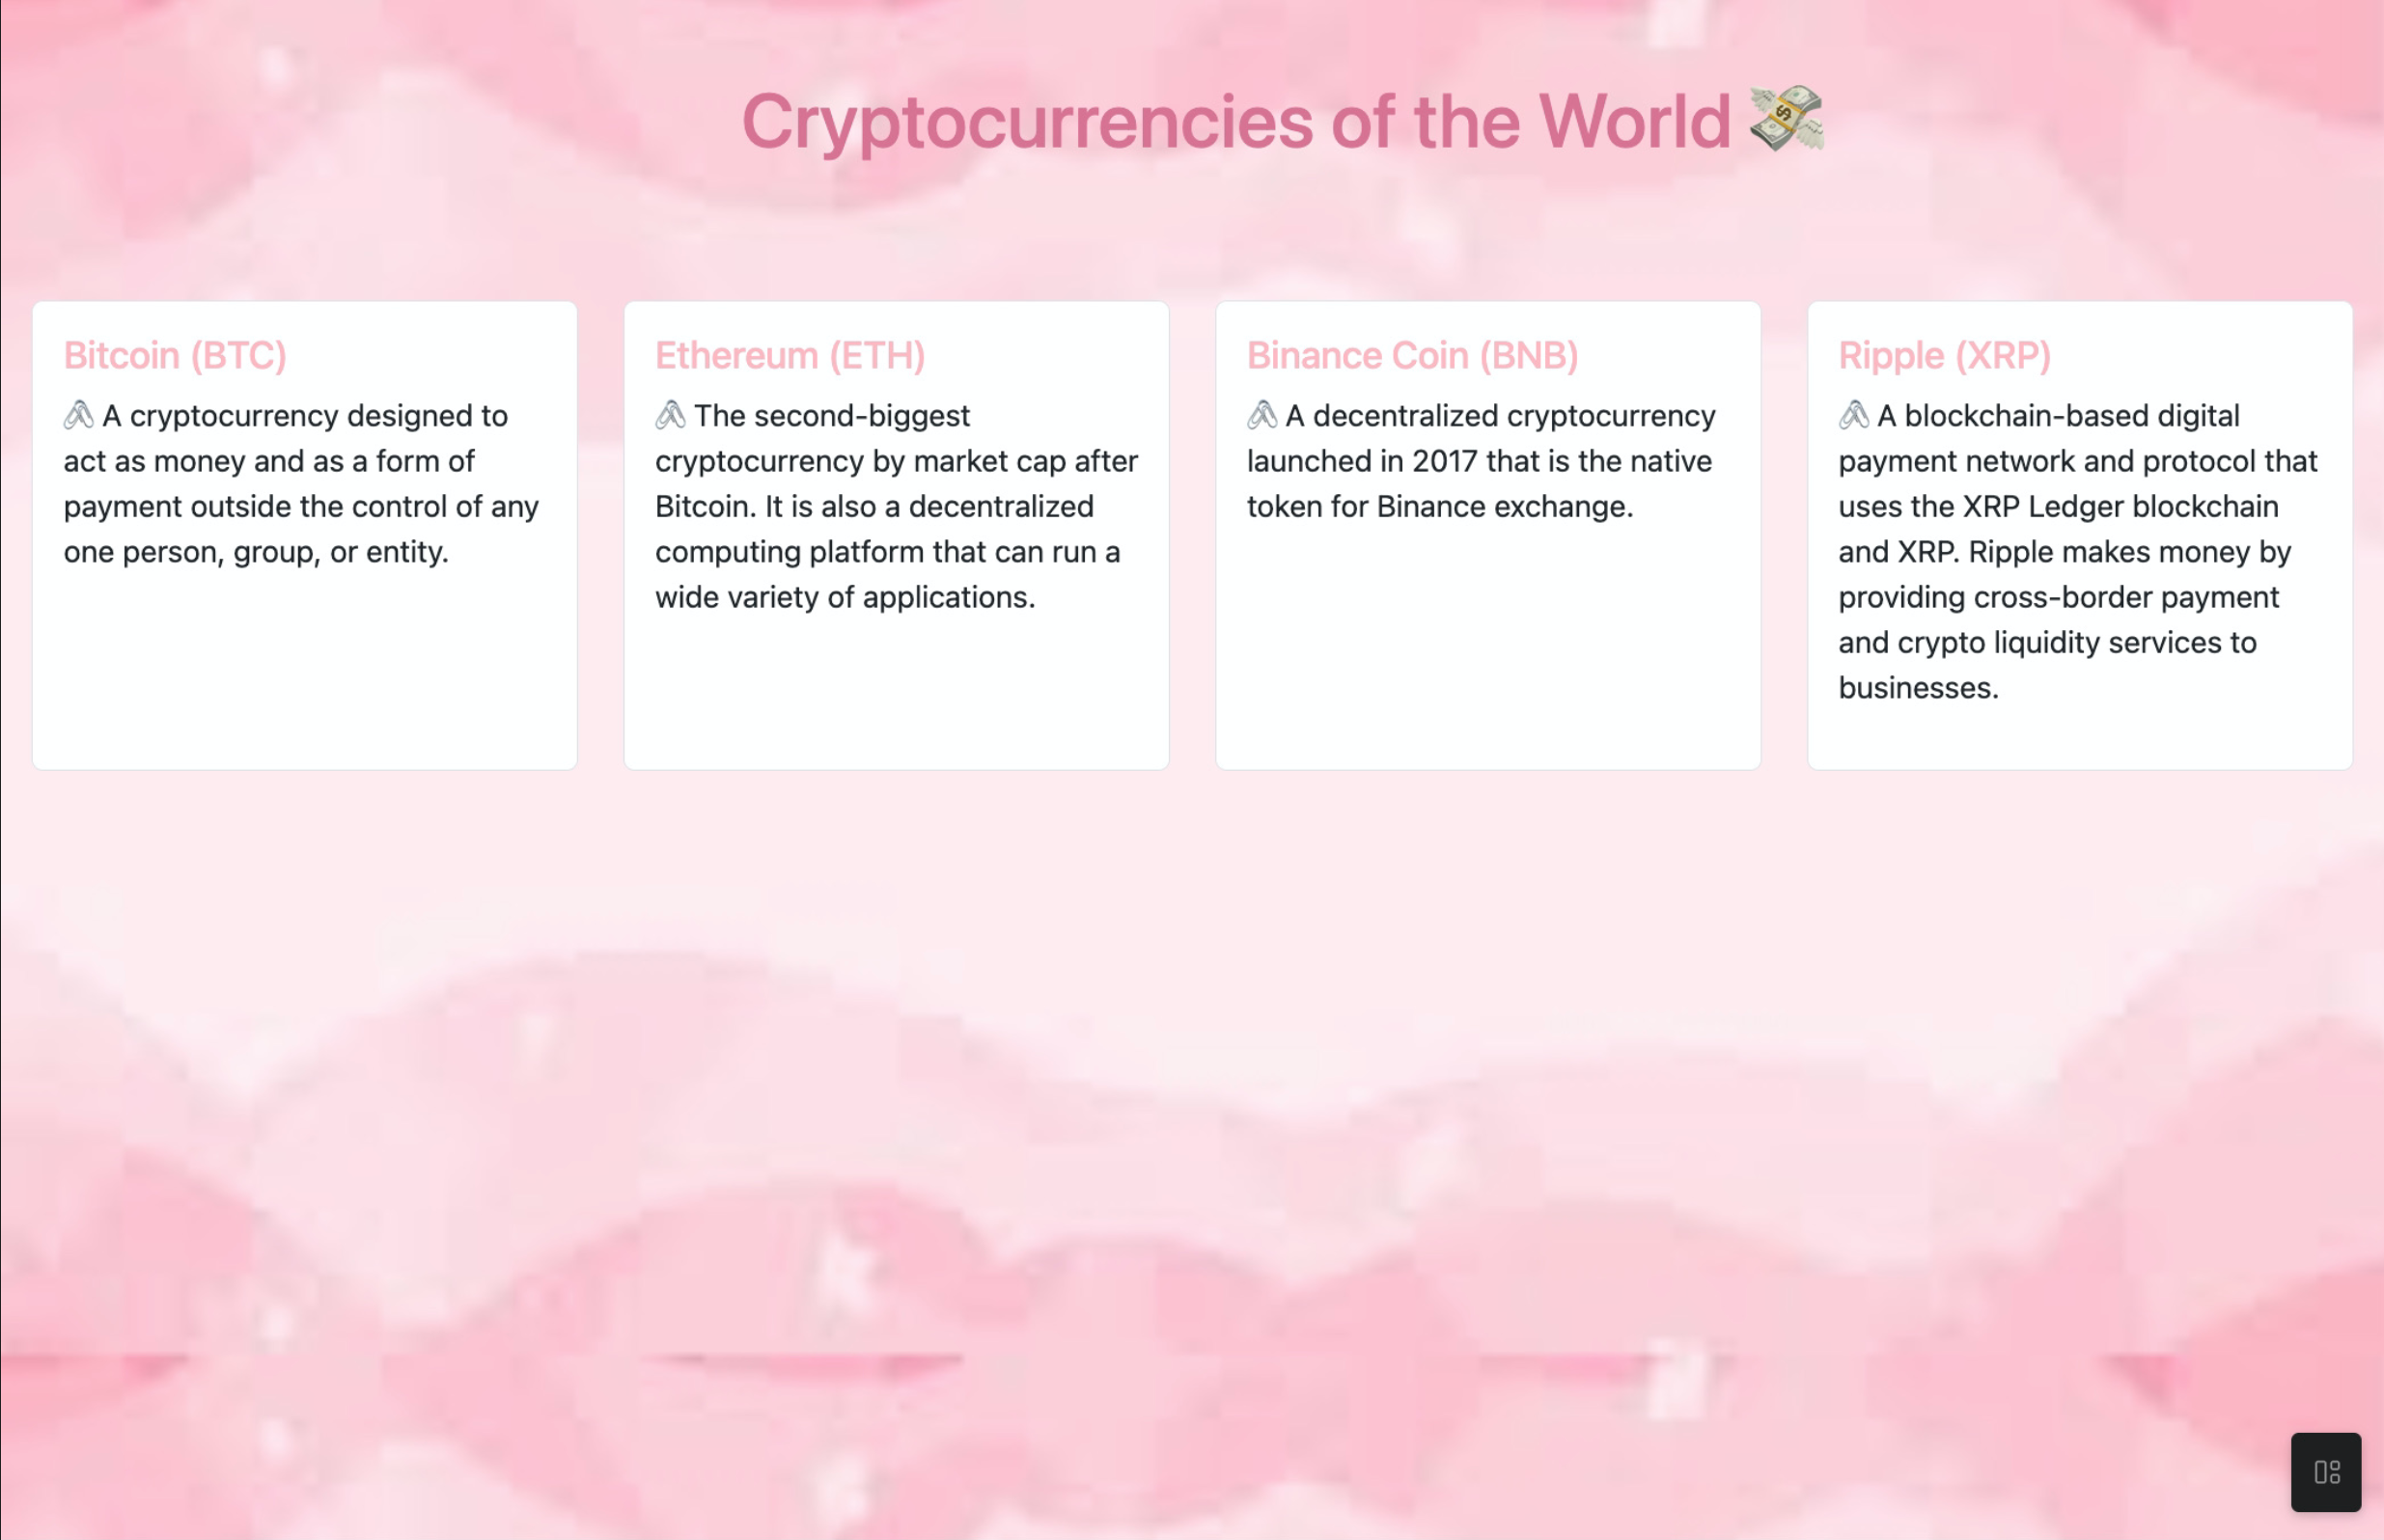 Cryptocurrencies of the World 💸
Bitcoin (BTC)
🖇️ A cryptocurrency designed to
act as money and as a form of
payment outside the control of any
one person, group, or entity.
Ethereum (ETH)
🖇️ The second-biggest
cryptocurrency by market cap after
Bitcoin. It is also a decentralized
computing platform that can run a
wide variety of applications.
Binance Coin (BNB)
🖇️ A decentralized cryptocurrency
launched in 2017 that is the native
token for Binance exchange.
Ripple (XRP)
🖇️ A blockchain-based digital
payment network and protocol that
uses the XRP Ledger blockchain
and XRP. Ripple makes money by
providing cross-border payment
and crypto liquidity services to
businesses.